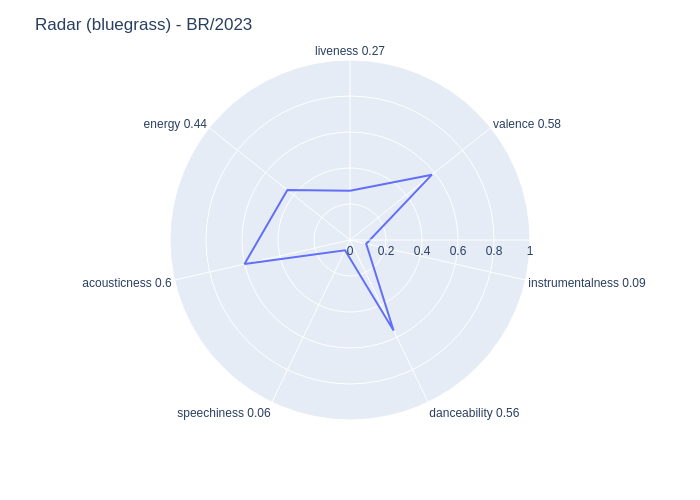 Radar (bluegrass) - BR/2023
liveness 0.27
energy 0.44
valence 0.58
0 0.2 0.4 0.6 0.8 1
acousticness 0.6
instrumentalness 0.09
speechiness 0.06
danceability 0.56